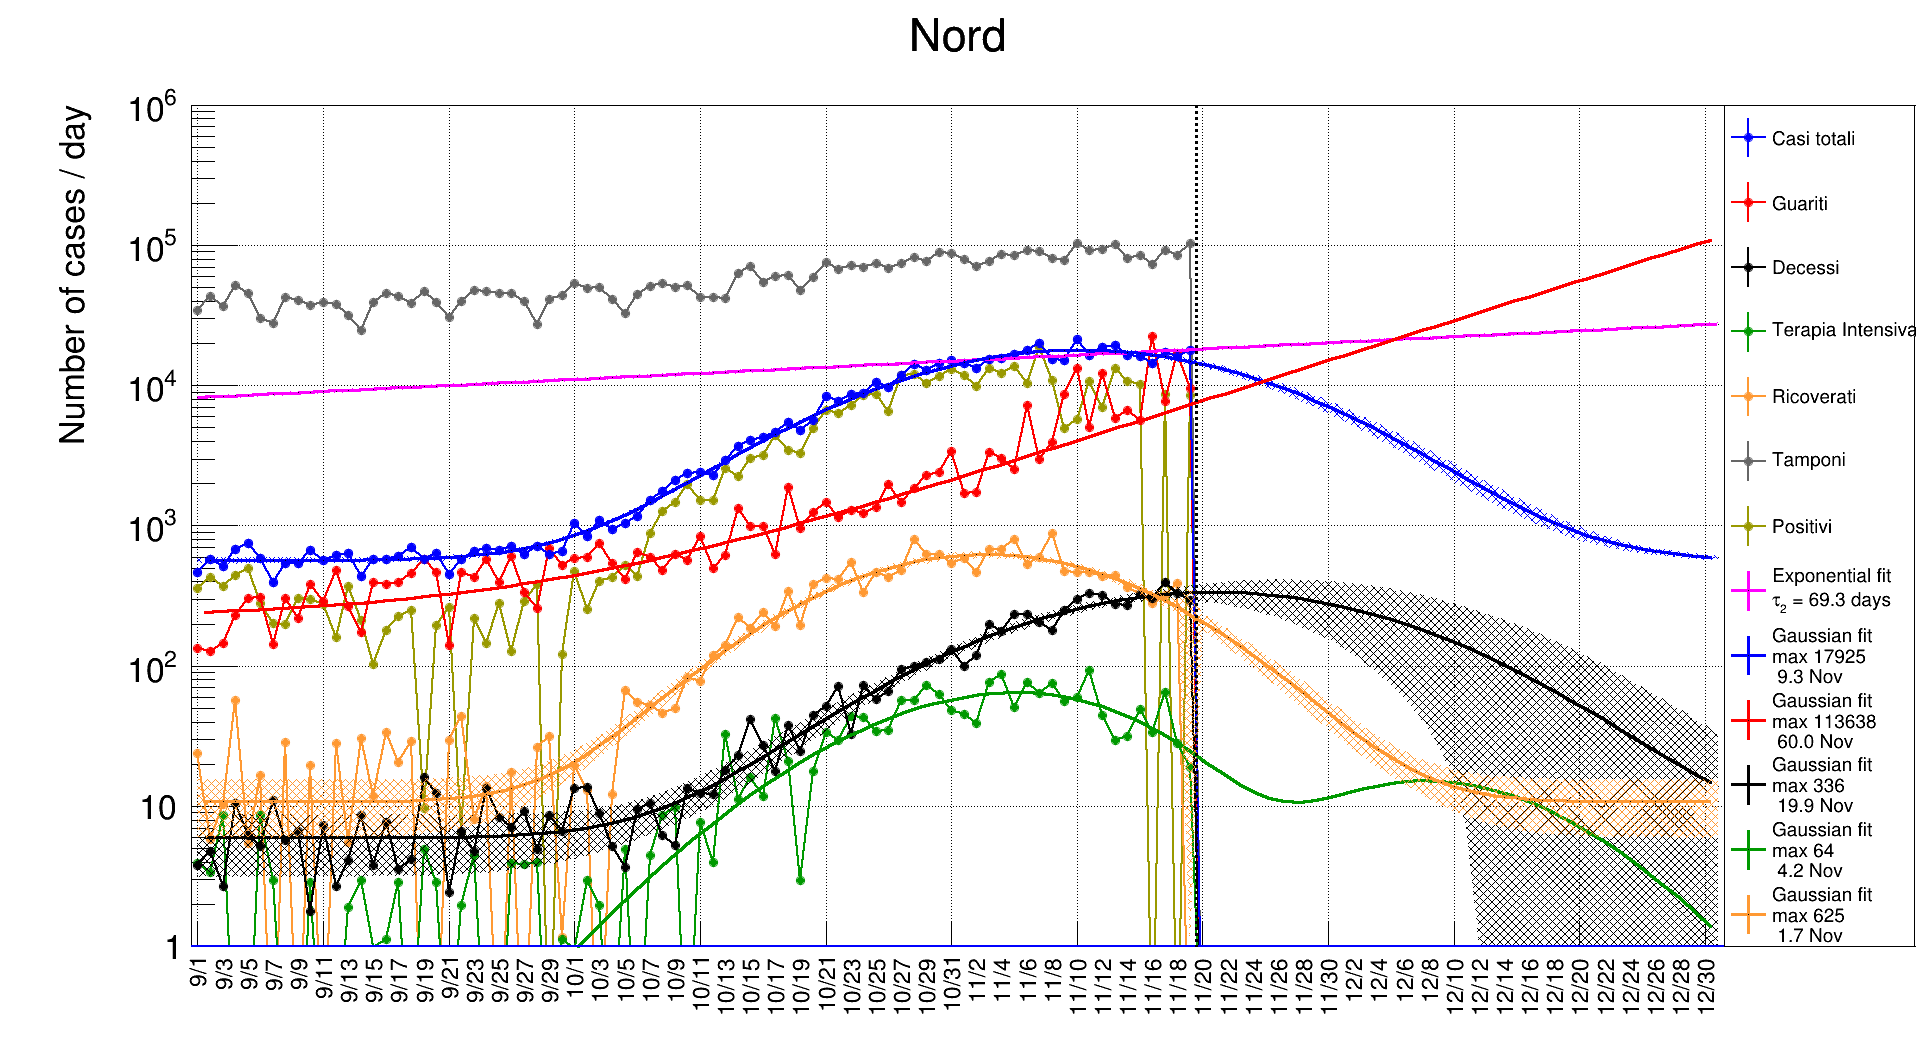 Nord
Number of cases / day
10^6
10^5
10^4
10^3
10^2
10
1
9/1
9/3
9/5
9/7
9/9
9/11
9/13
9/15
9/17
9/19
9/21
9/23
9/25
9/27
9/29
10/1
10/3
10/5
10/7
10/9
10/11
10/13
10/15
10/17
10/19
10/21
10/23
10/25
10/27
10/29
10/31
11/2
11/4
11/6
11/8
11/10
11/12
11/14
11/16
11/18
11/20
11/22
11/24
11/26
11/28
11/30
12/2
12/4
12/6
12/8
12/10
12/12
12/14
12/16
12/18
12/20
12/22
12/24
12/26
12/28
12/30
Casi totali
Guariti
Decessi
Terapia Intensiva
Ricoverati
Tamponi
Positivi
Exponential fit
τ₂ = 69.3 days
Gaussian fit
max 17925
9.3 Nov
Gaussian fit
max 113638
60.0 Nov
Gaussian fit
max 336
19.9 Nov
Gaussian fit
max 64
4.2 Nov
Gaussian fit
max 625
1.7 Nov